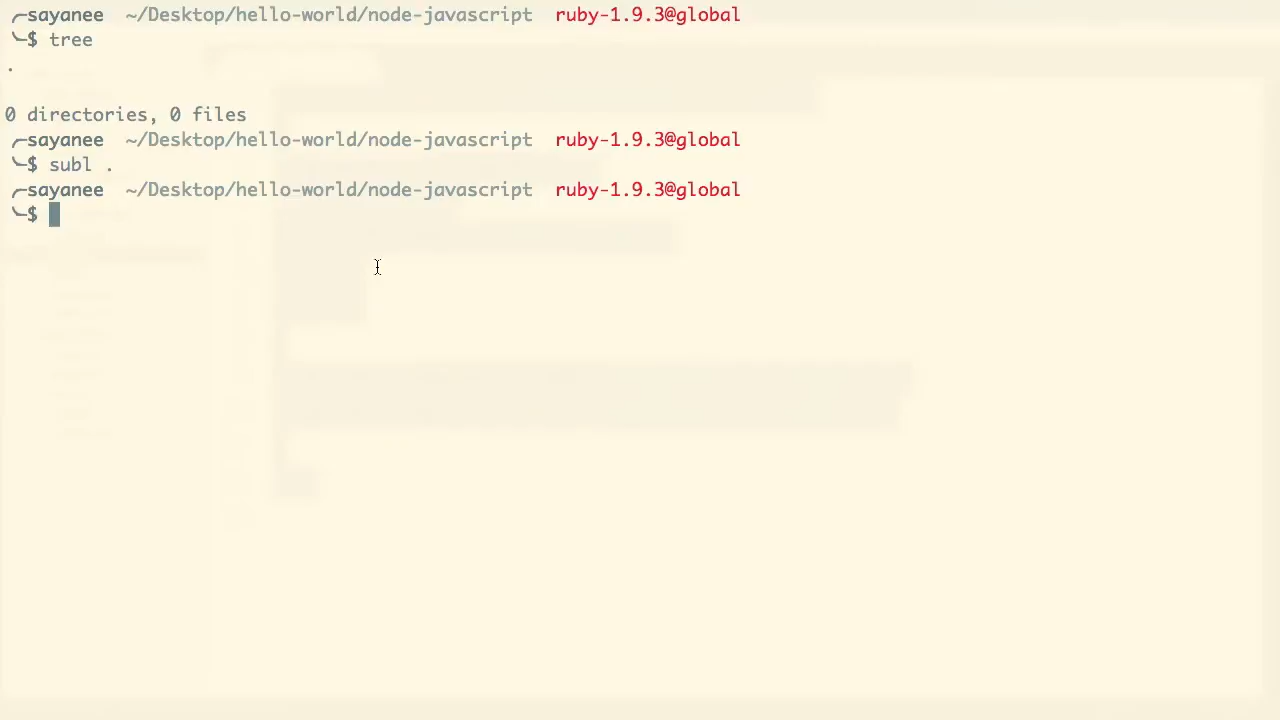 ╭─sayanee  ~/Desktop/hello-world/node-javascript  ruby-1.9.3@global
╰─$ tree
.
0 directories, 0 files
╭─sayanee  ~/Desktop/hello-world/node-javascript  ruby-1.9.3@global
╰─$ subl .
╭─sayanee  ~/Desktop/hello-world/node-javascript  ruby-1.9.3@global
╰─$